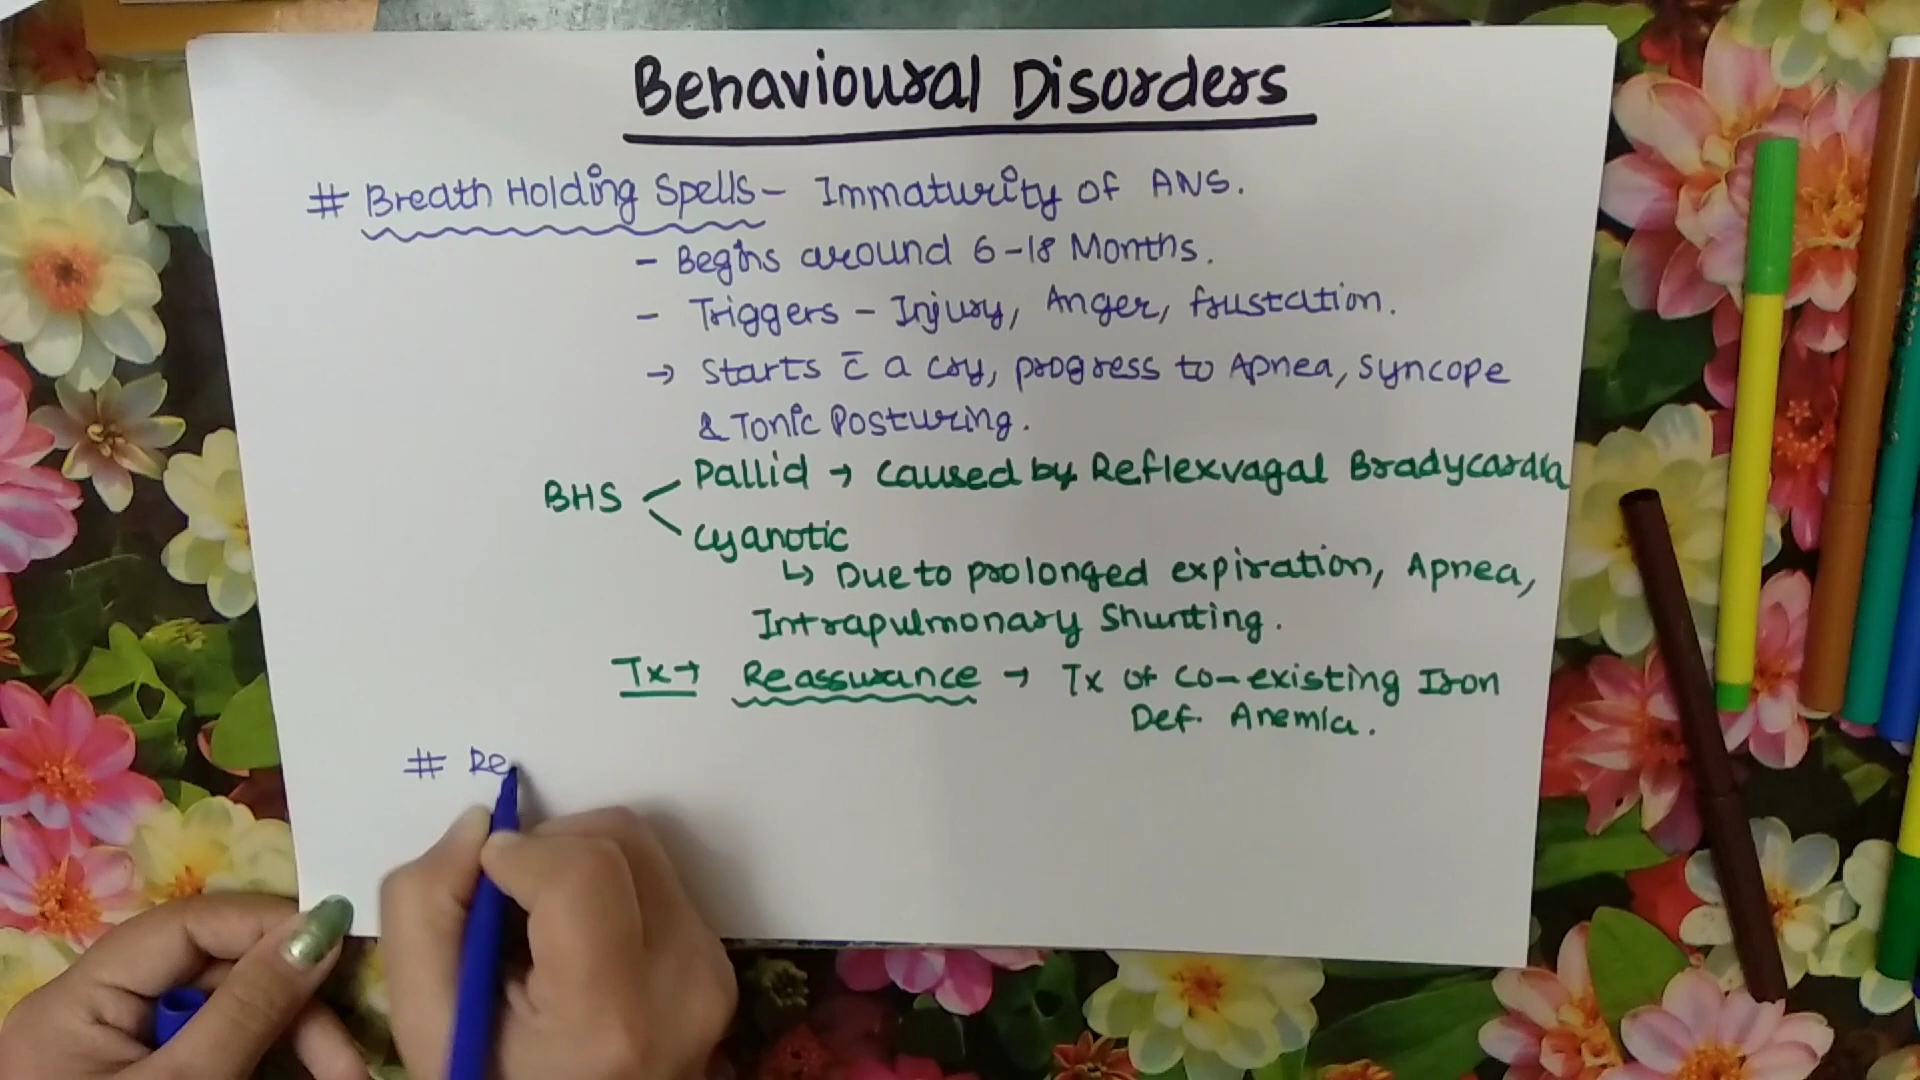 Behavioural Disorders
# Breath Holding Spells - Immaturity of ANS.
- Begins around 6-18 Months.
- Triggers - Injury, Anger, frustation.
→ Starts c̄ a cry, progress to Apnea, Syncope
& Tonic Posturing.
BHS
Pallid → caused by Reflexvagal Bradycardia
Cyanotic
↳ Due to prolonged expiration, Apnea,
Intrapulmonary Shunting.
Tx→ Reassurance → Tx of Co-existing Iron
Def. Anemia.
# Re